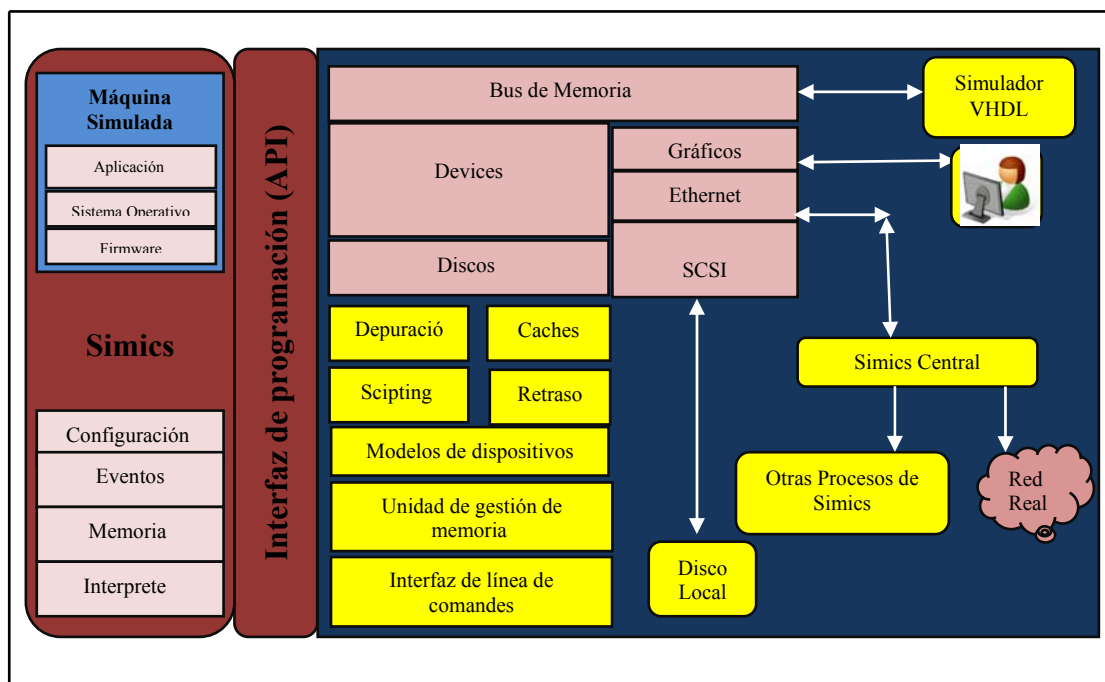 Máquina
Simulada
Aplicación
Sistema Operativo
Firmware
Simics
Configuración
Eventos
Memoria
Interprete
Interfaz de programación (API)
Bus de Memoria
Devices
Gráficos
Ethernet
Discos
SCSI
Depuració
Caches
Scipting
Retraso
Modelos de dispositivos
Unidad de gestión de
memoria
Interfaz de línea de
comandes
Simulador
VHDL
Simics Central
Otras Procesos de
Simics
Red
Real
Disco
Local